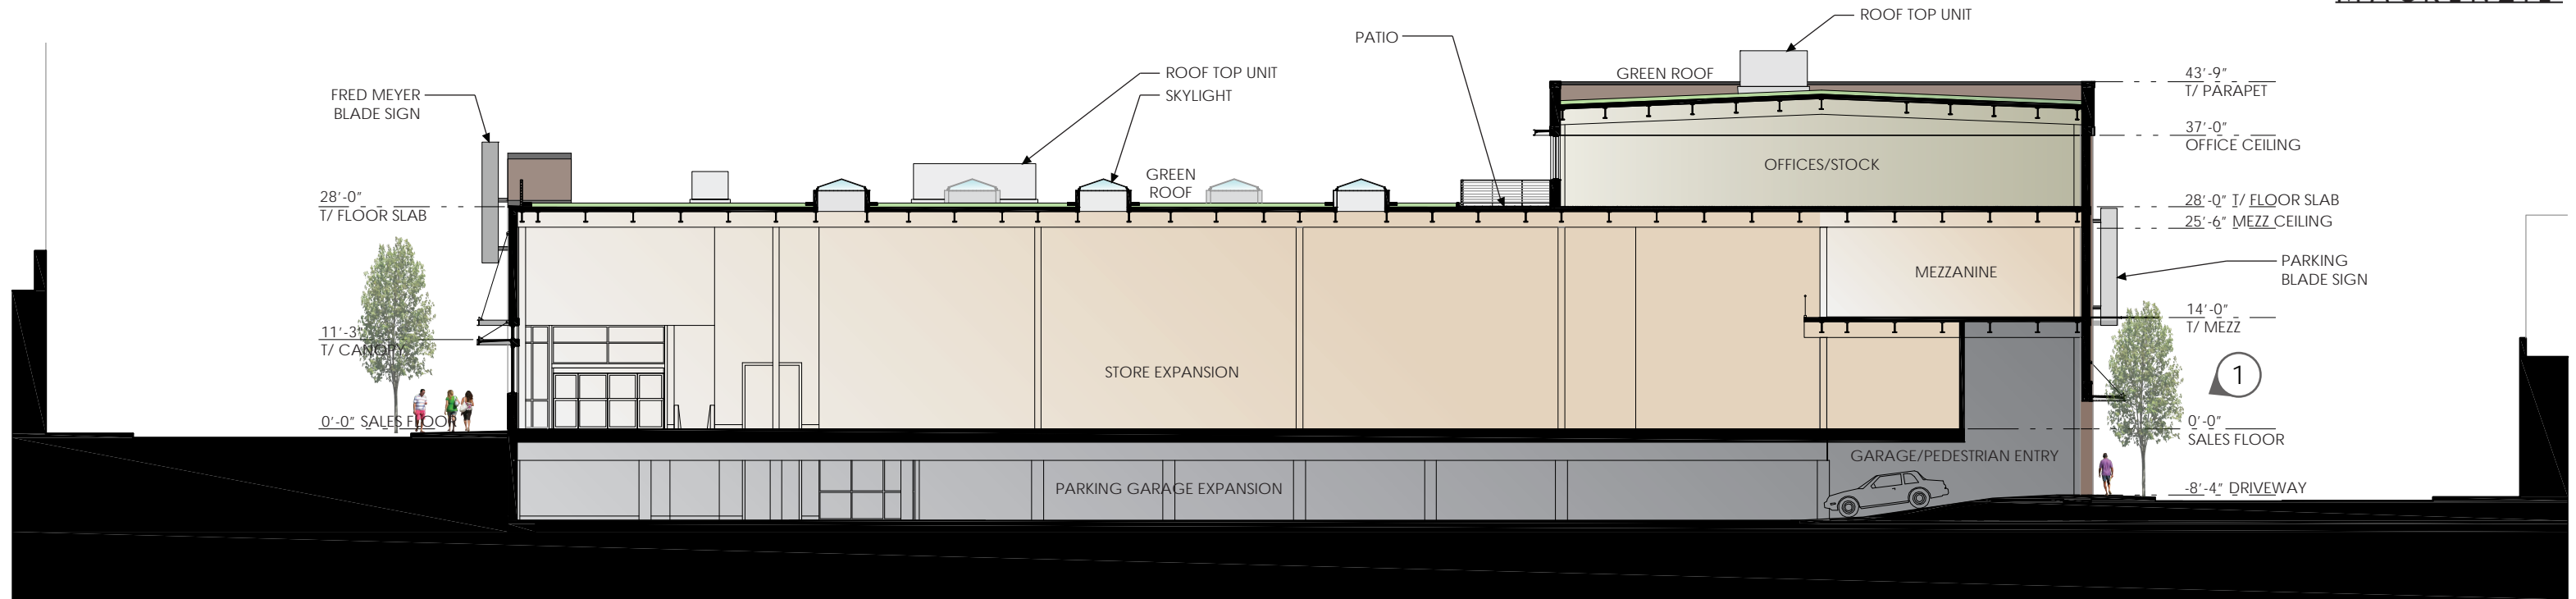 ROOF TOP UNIT
PATIO
GREEN ROOF
ROOF TOP UNIT
SKYLIGHT
FRED MEYER
BLADE SIGN
43'-9"
T/ PARAPET
37'-0"
OFFICE CEILING
OFFICES/STOCK
GREEN
ROOF
28'-0"
T/ FLOOR SLAB
28'-0" T/ FLOOR SLAB
25'-6" MEZZ CEILING
MEZZANINE
PARKING
BLADE SIGN
11'-3"
T/ CANOPY
14'-0"
T/ MEZZ
STORE EXPANSION
1
0'-0" SALES FLOOR
0'-0"
SALES FLOOR
GARAGE/PEDESTRIAN ENTRY
PARKING GARAGE EXPANSION
-8'-4" DRIVEWAY